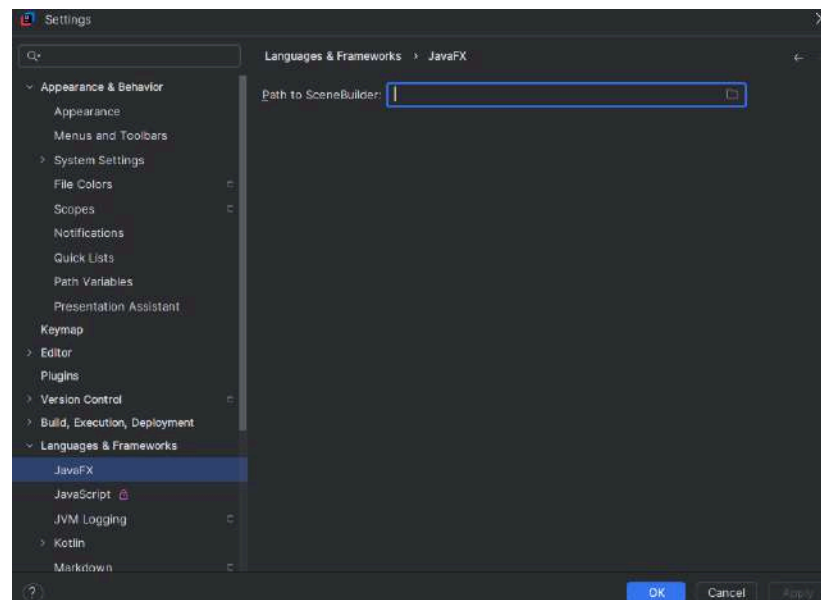 Settings
Languages & Frameworks › JavaFX
Path to SceneBuilder:
Appearance & Behavior
Appearance
Menus and Toolbars
System Settings
File Colors
Scopes
Notifications
Quick Lists
Path Variables
Presentation Assistant
Keymap
Editor
Plugins
Version Control
Build, Execution, Deployment
Languages & Frameworks
JavaFX
JavaScript
JVM Logging
Kotlin
Markdown
?
OK
Cancel
Apply